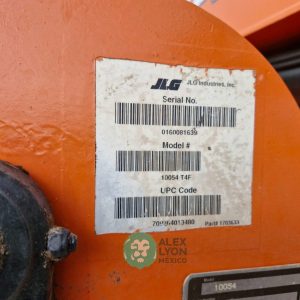 JLG JLG Industries, Inc.
Serial No.
0160081639
Model #
10054 T4F
UPC Code
Part# 1703633
ALEX
LYON
MEXICO
10054